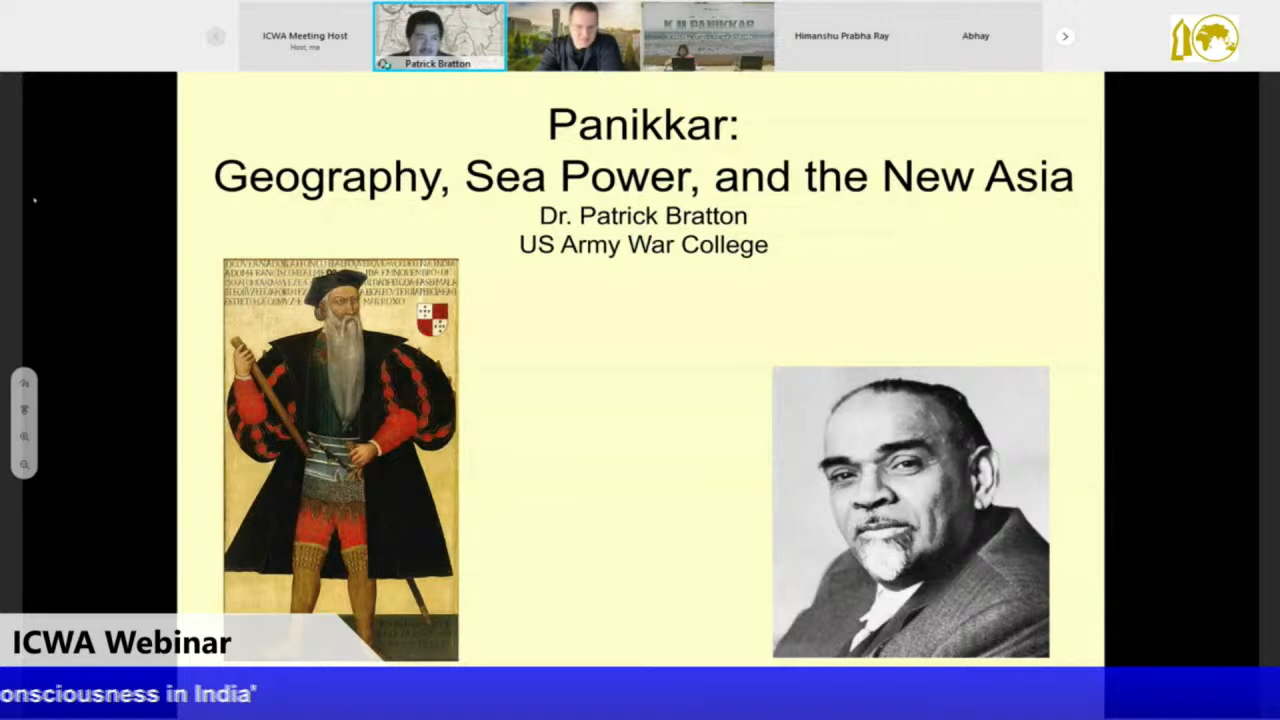 ICWA Meeting Host
Host, me
Patrick Bratton
K M PANIKKAR
Himanshu Prabha Ray
Abhay
Panikkar:
Geography, Sea Power, and the New Asia
Dr. Patrick Bratton
US Army War College
ICWA Webinar
onsciousness in India'